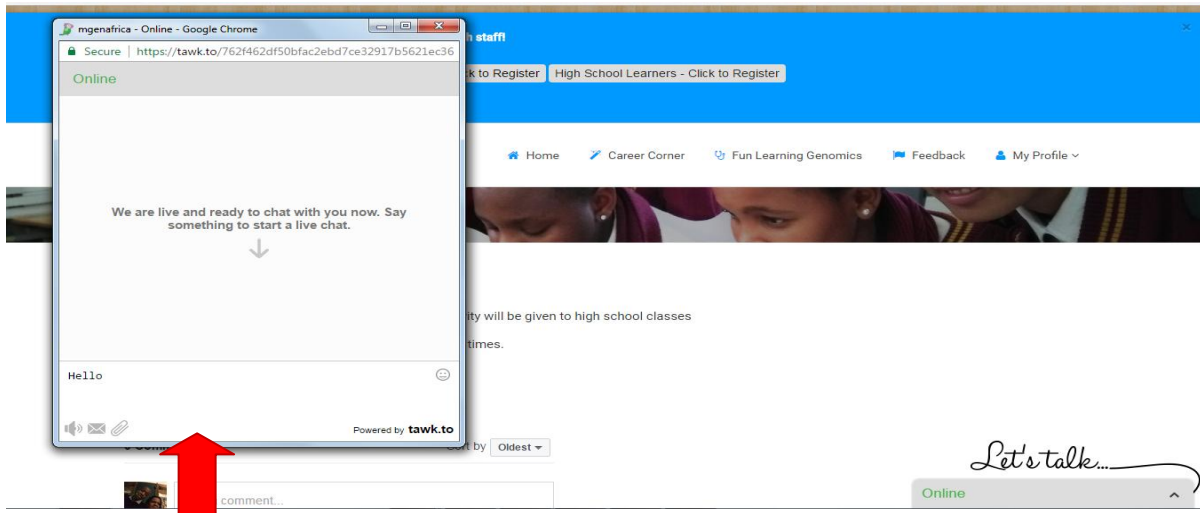 mgenafrica - Online - Google Chrome
Secure | https://tawk.to/762f462df50bfac2ebd7ce32917b5621ec36
Online
We are live and ready to chat with you now. Say
something to start a live chat.
Hello
Powered by tawk.to
staff!
to Register High School Learners - Click to Register
Home Career Corner Fun Learning Genomics Feedback My Profile
will be given to high school classes
times.
by Oldest
comment...
Let's talk...
Online